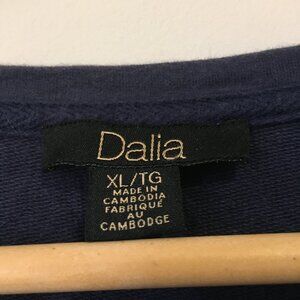 Dalia
XL/TG
MADE IN
CAMBODIA
FABRIQUÉ
AU
CAMBODGE